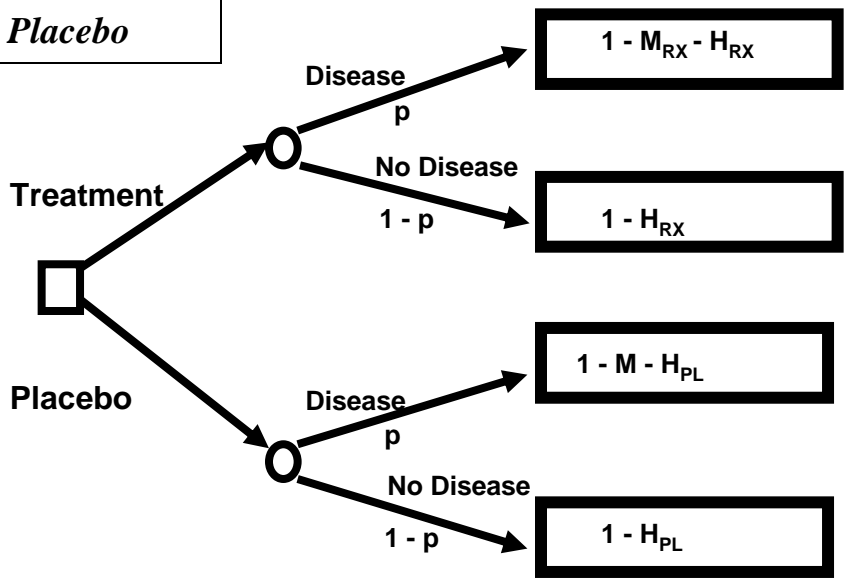 Placebo
1 - M_RX - H_RX
Disease
p
No Disease
Treatment
1 - p
1 - H_RX
1 - M - H_PL
Placebo
Disease
p
No Disease
1 - p
1 - H_PL